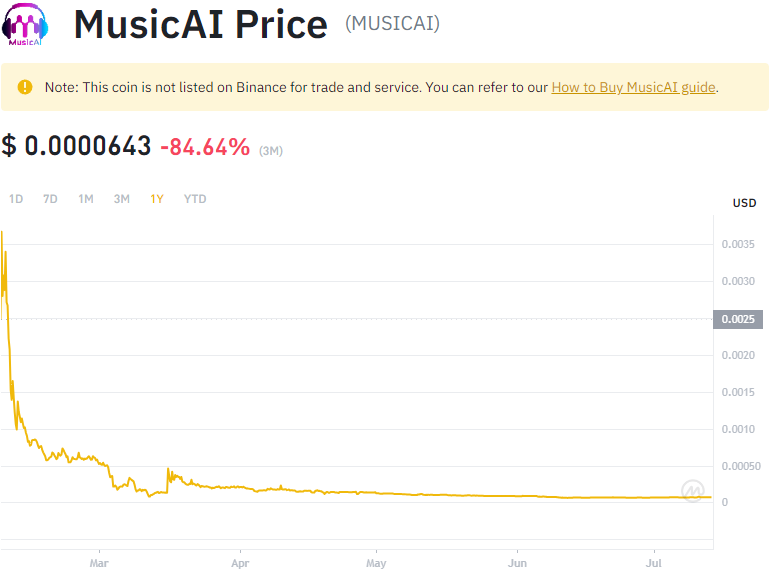 MusicAI
MusicAI Price (MUSICAI)
Note: This coin is not listed on Binance for trade and service. You can refer to our How to Buy MusicAI guide.
$ 0.0000643 -84.64% (3M)
1D 7D 1M 3M 1Y YTD
USD
0.0035
0.0030
0.0025
0.0020
0.0015
0.0010
0.00050
0
Mar Apr May Jun Jul